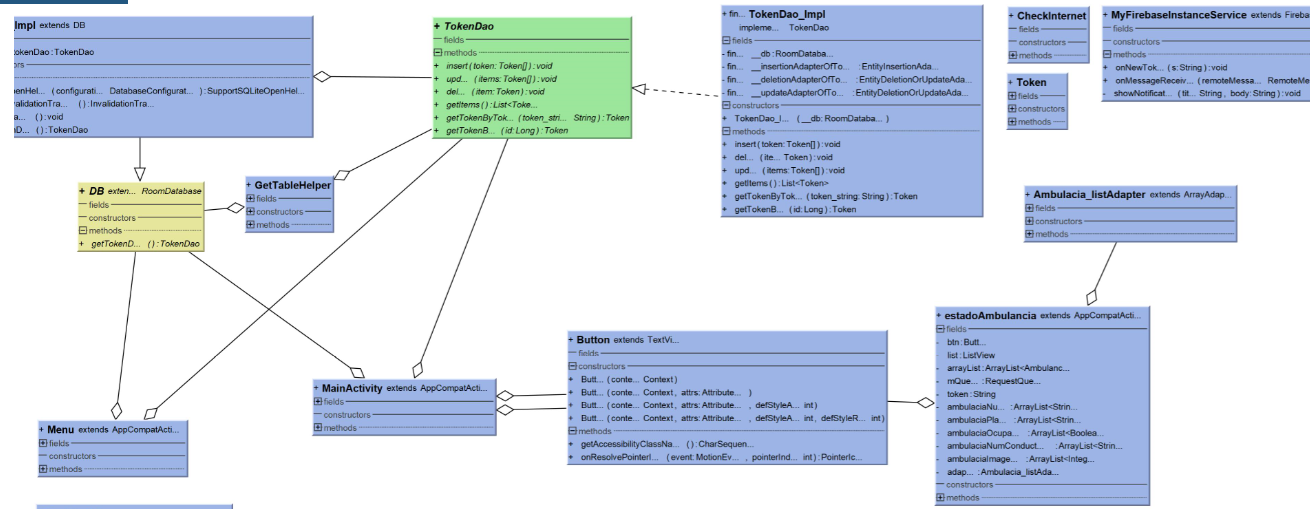 Impl extends DB
okenDao:TokenDao
ors
penHel... (configurati... DatabaseConfigurat... ):SupportSQLiteOpenHel...
validationTra... ():InvalidationTra...
a... ():void
nD... ():TokenDao
+ TokenDao
fields
methods
+ insert(token:Token[]):void
+ upd... (items:Token[]):void
+ del... (item:Token):void
+ getItems():List<Toke...
+ getTokenByTok... (token_stri... String):Token
+ getTokenB... (id:Long):Token
+ fin... TokenDao_Impl
impleme... TokenDao
fields
- fin... __db:RoomDataba...
- fin... __insertionAdapterOfTo... :EntityInsertionAda...
- fin... __deletionAdapterOfTo... :EntityDeletionOrUpdateAda...
- fin... __updateAdapterOfTo... :EntityDeletionOrUpdateAda...
constructors
+ TokenDao_I... (__db:RoomDataba... )
methods
+ insert(token:Token[]):void
+ del... (ite... Token):void
+ upd... (items:Token[]):void
+ getItems():List<Token>
+ getTokenByTok... (token_string:String):Token
+ getTokenB... (id:Long):Token
+ CheckInternet
fields
constructors
methods
+ MyFirebaseInstanceService extends Fireba
fields
constructors
methods
+ onNewTok... (s:String):void
+ onMessageReceiv... (remoteMessa... RemoteMe
- showNotificat... (tit... String, body:String):void
+ Token
fields
constructors
methods
+ DB exten... RoomDatabase
fields
constructors
methods
+ getTokenD... ():TokenDao
+ GetTableHelper
fields
constructors
methods
+ Ambulacia_listAdapter extends ArrayAdap...
fields
constructors
methods
+ Menu extends AppCompatActi...
fields
constructors
methods
+ MainActivity extends AppCompatActi...
fields
constructors
methods
+ Button extends TextVi...
fields
constructors
+ Butt... (conte... Context)
+ Butt... (conte... Context, attrs:Attribute... )
+ Butt... (conte... Context, attrs:Attribute... , defStyleA... int)
+ Butt... (conte... Context, attrs:Attribute... , defStyleA... int, defStyleR... int)
methods
+ getAccessibilityClassNa... ():CharSequen...
+ onResolvePointerI... (event:MotionEv... , pointerInd... int):PointerIc...
+ estadoAmbulancia extends AppCompatActi...
fields
- btn:Butt...
list:ListView
- arrayList:ArrayList<Ambulanc...
- mQue... :RequestQue...
- token:String
- ambulaciaNu... :ArrayList<Strin...
- ambulaciaPla... :ArrayList<Strin...
- ambulaciaOcupa... :ArrayList<Boolea...
- ambulaciaNumConduct... :ArrayList<Strin...
- ambulaciaImage... :ArrayList<Integ...
- adap... :Ambulacia_listAda...
constructors
methods